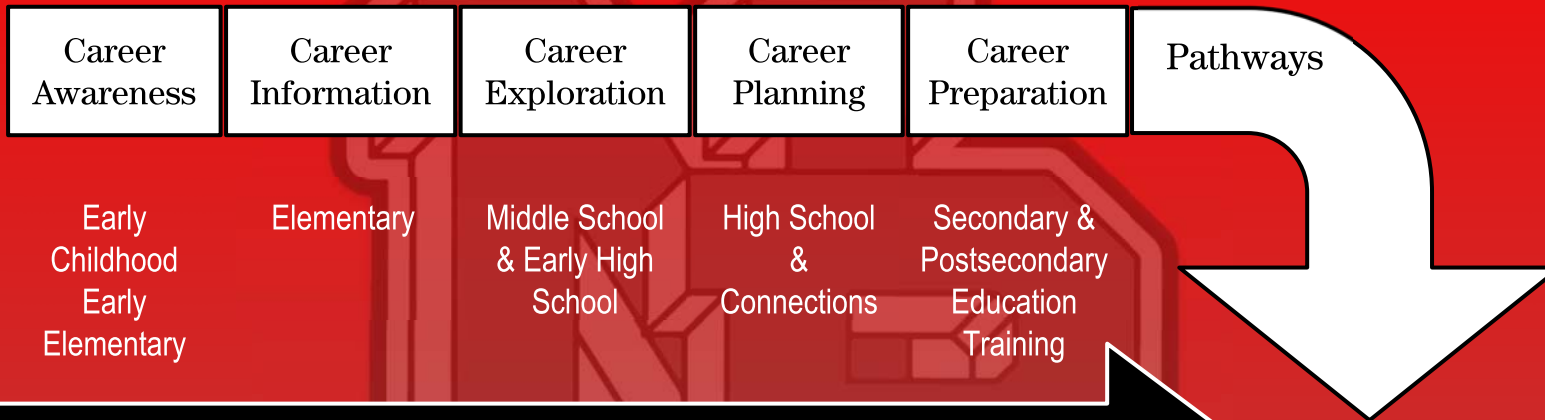 Career
Awareness
Career
Information
Career
Exploration
Career
Planning
Career
Preparation
Pathways
Early
Childhood
Early
Elementary
Elementary
Middle School
& Early High
School
High School
&
Connections
Secondary &
Postsecondary
Education
Training